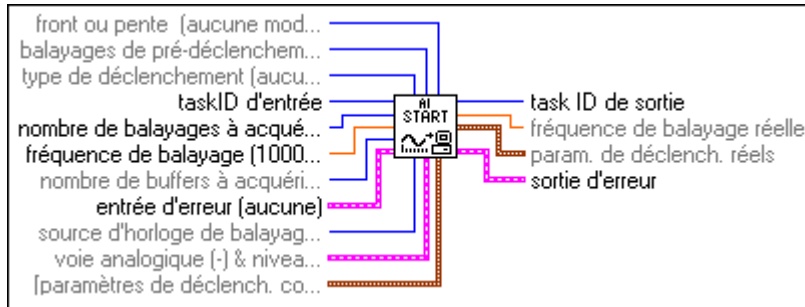 front ou pente (aucune mod...
balayages de pré-déclenchem...
type de déclenchement (aucu...
taskID d'entrée
nombre de balayages à acqué...
fréquence de balayage (1000...
nombre de buffers à acquéri...
entrée d'erreur (aucune)
source d'horloge de balayag...
voie analogique (-) & nivea...
[paramètres de déclench. co...
AI
START
task ID de sortie
fréquence de balayage réelle
param. de déclench. réels
sortie d'erreur